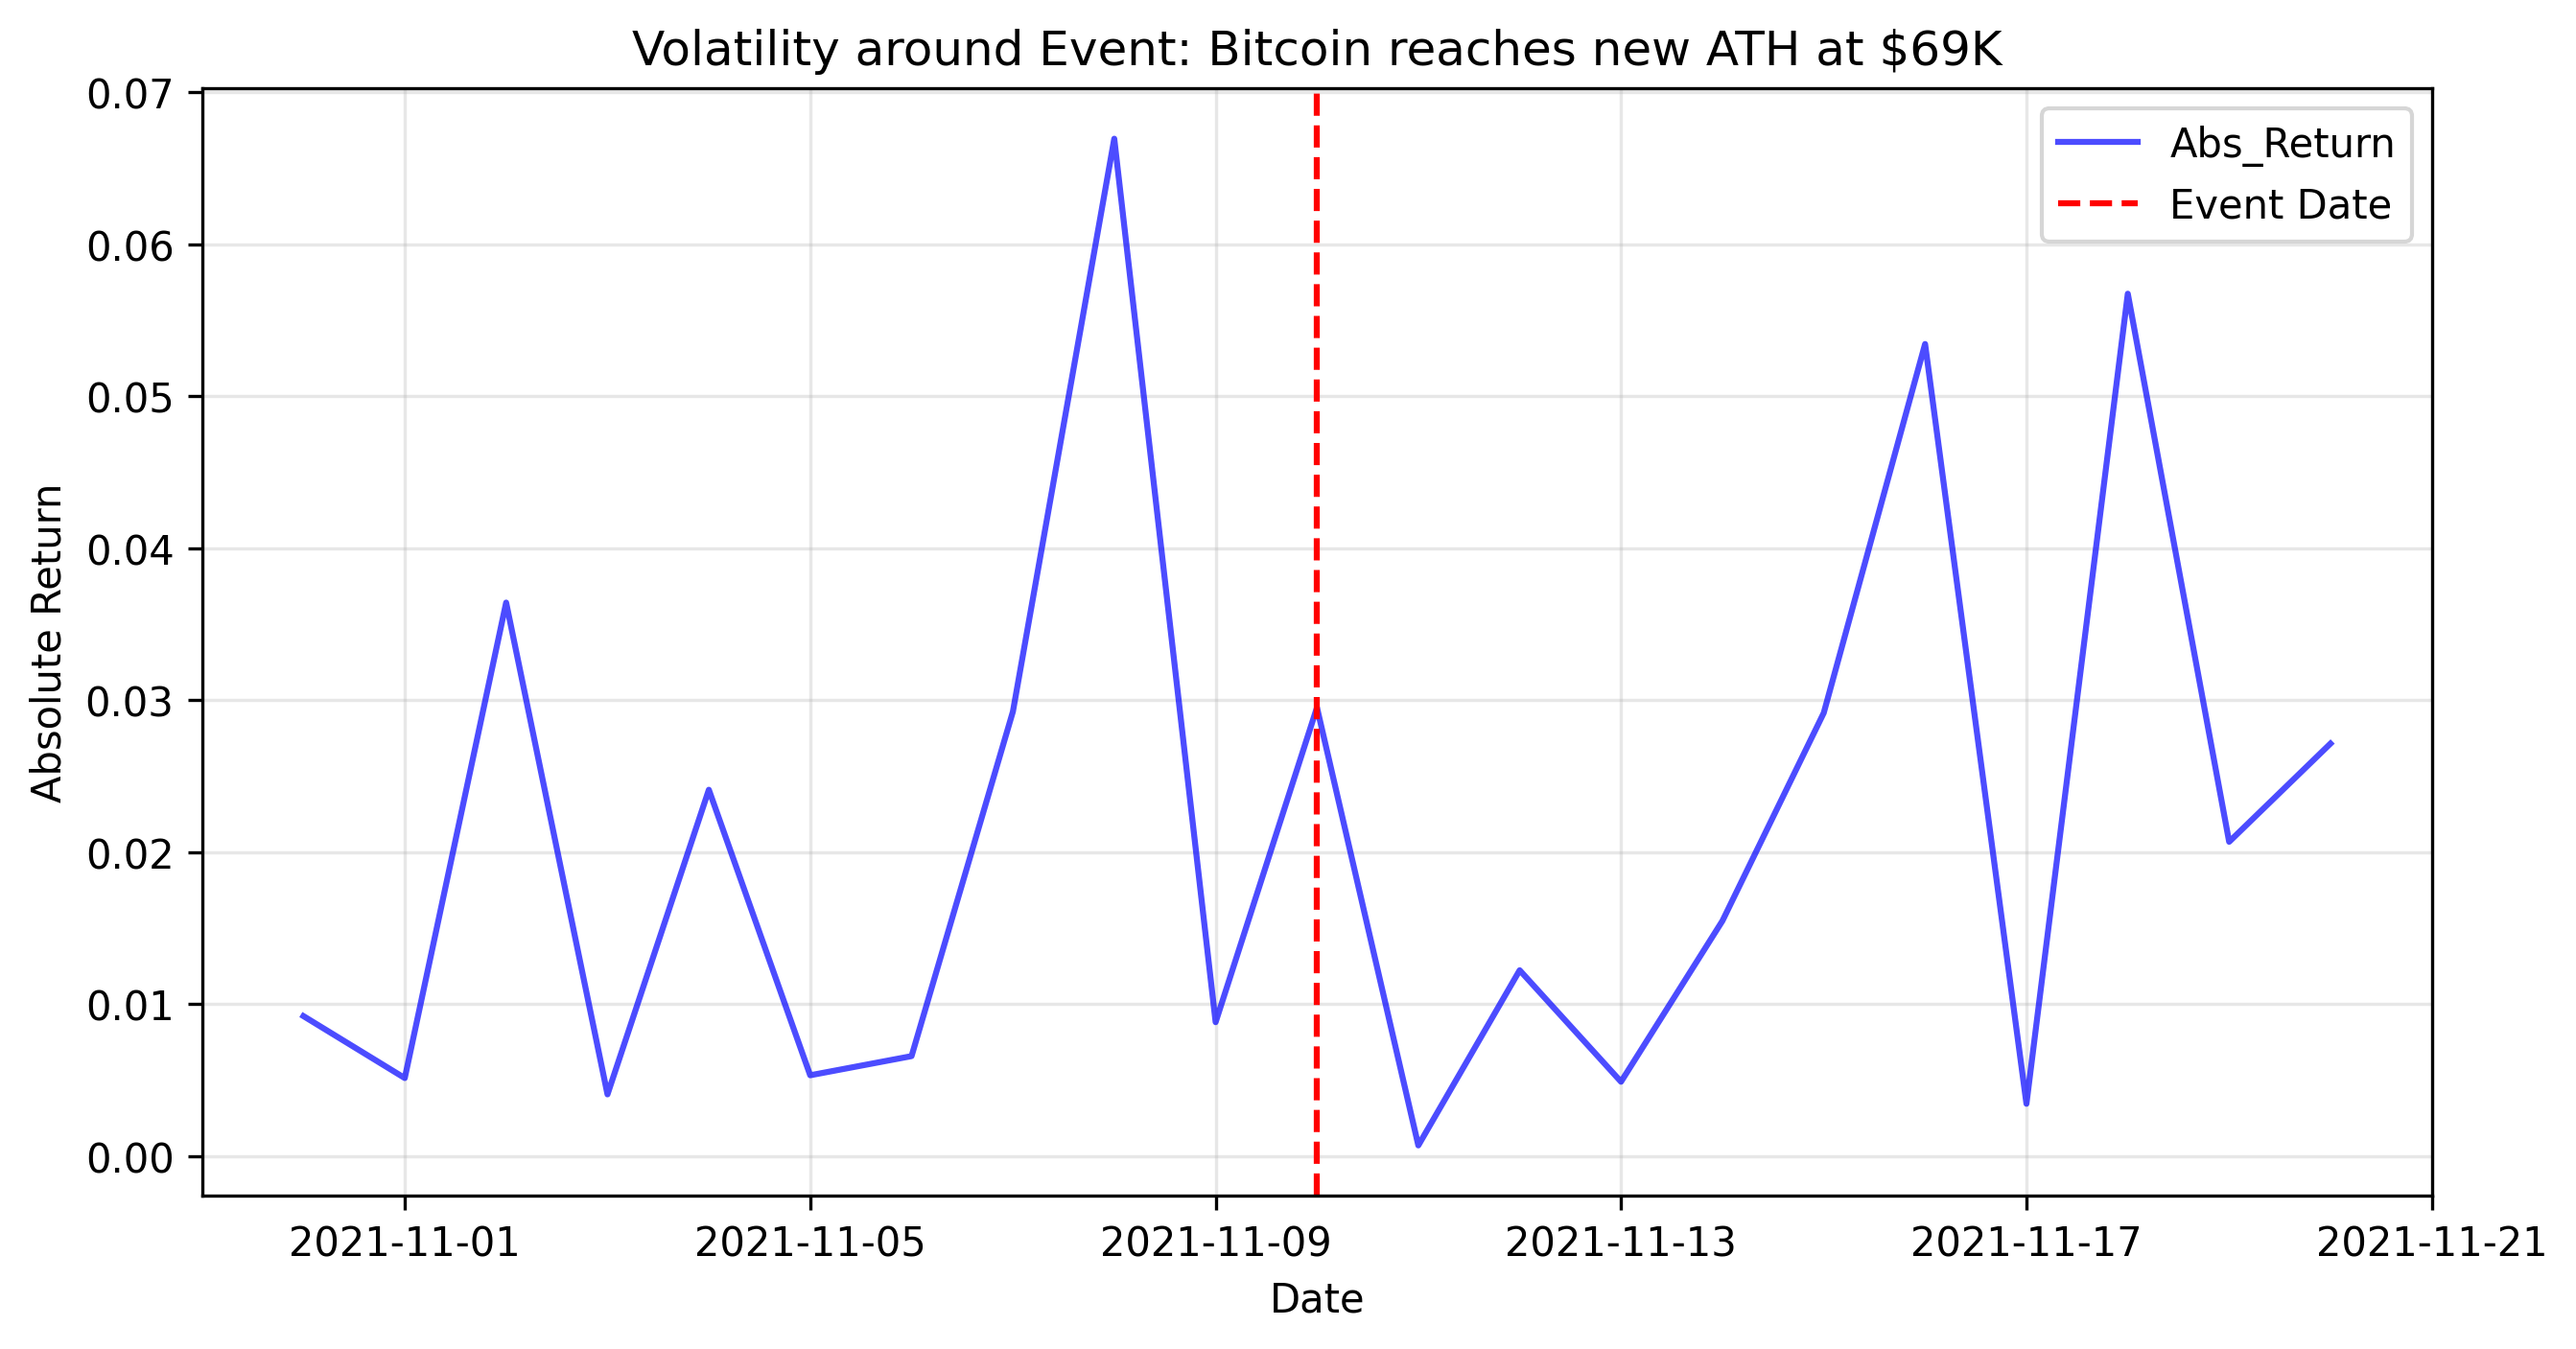 Volatility around Event: Bitcoin reaches new ATH at $69K
0.07
0.06
0.05
0.04
0.03
0.02
0.01
0.00
Absolute Return
Abs_Return
Event Date
2021-11-01
2021-11-05
2021-11-09
2021-11-13
2021-11-17
2021-11-21
Date